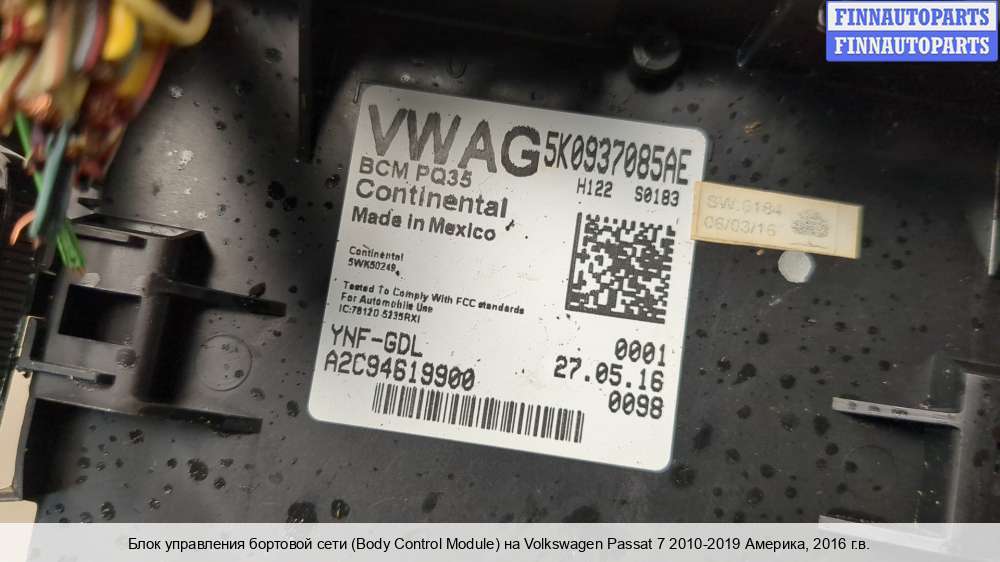 FINNAUTOPARTS
FINNAUTOPARTS
VWAG 5K0937085AE
BCM PQ35 H122 S0183
Continental
Made in Mexico
SW:0184
06/03/16
Continental
5WK50249
Tested To Comply With FCC standards
For Automobile Use
IC:7812D 5235RXI
YNF-GDL 0001
A2C94619900 27.05.16
0098
Блок управления бортовой сети (Body Control Module) на Volkswagen Passat 7 2010-2019 Америка, 2016 г.в.